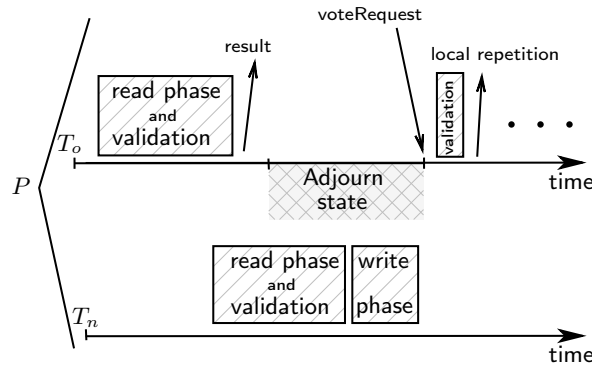 voteRequest
result
local repetition
read phase
and
validation
validation
T_o
Adjourn
state
time
P
read phase
and
validation
write
phase
T_n
time